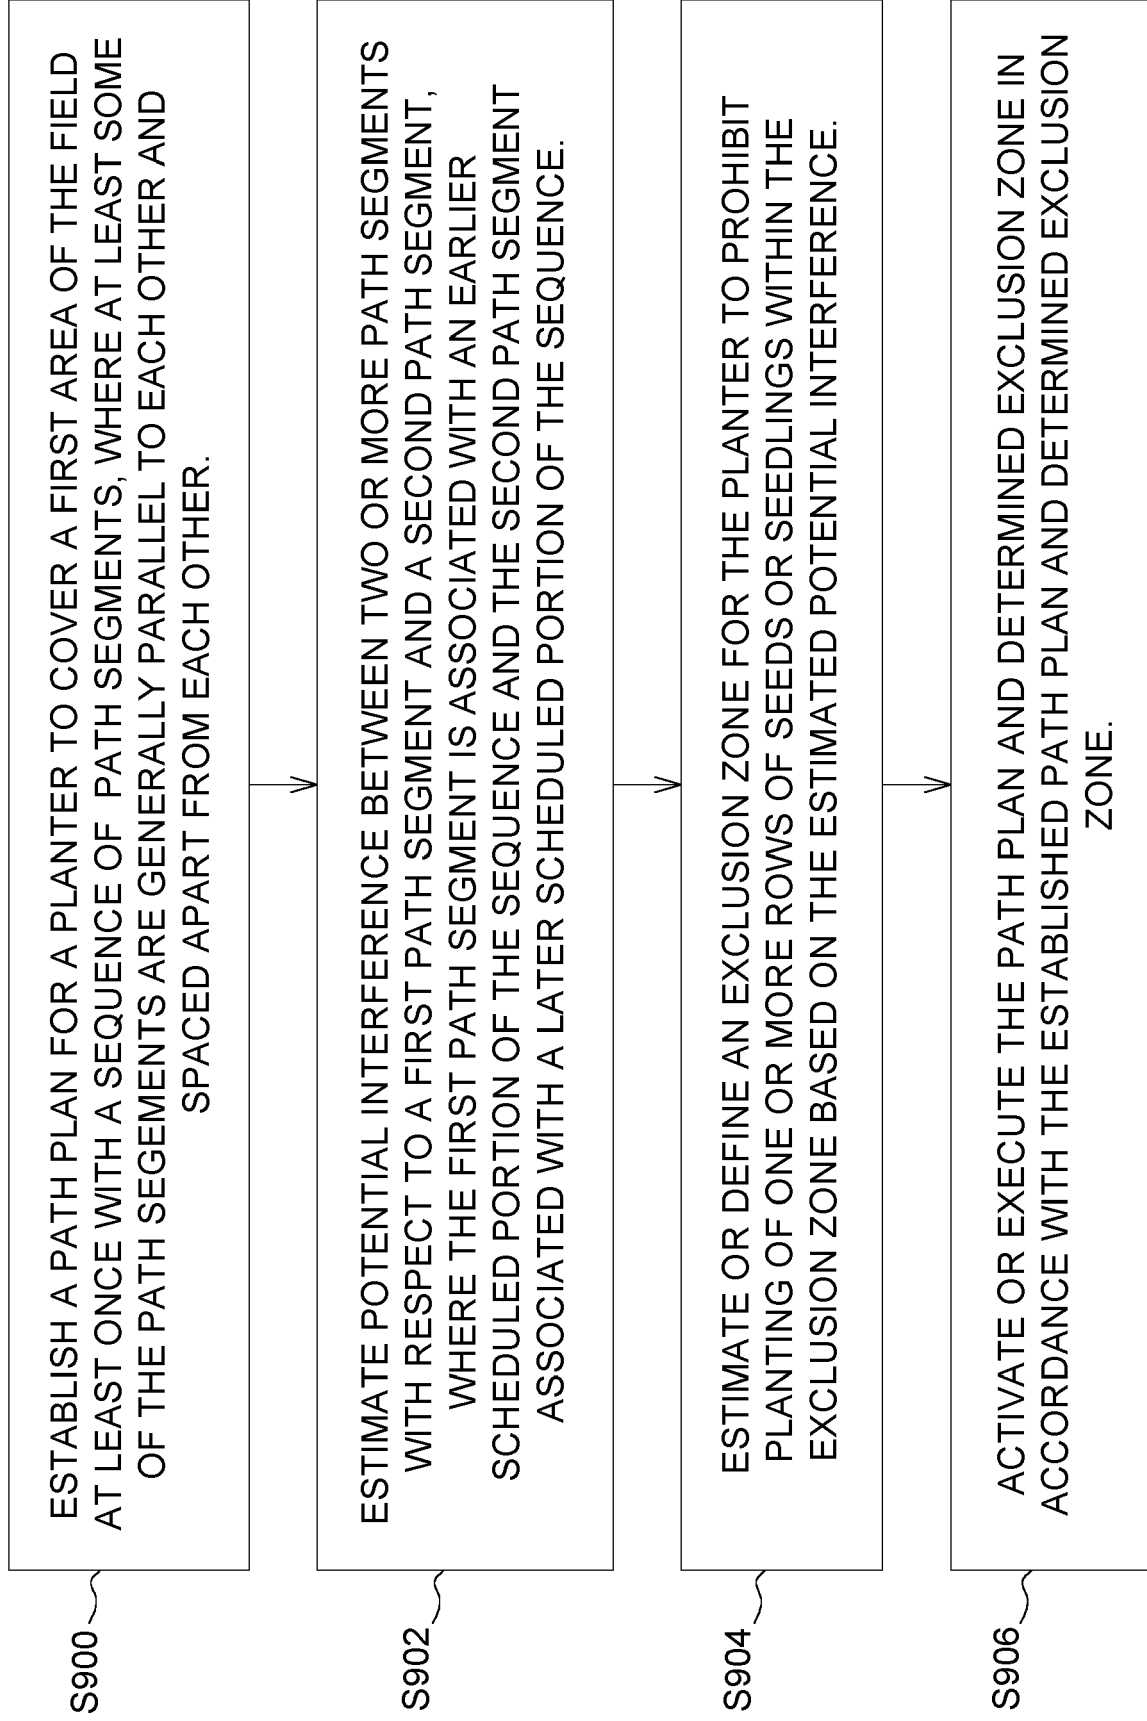 S900
ESTABLISH A PATH PLAN FOR A PLANTER TO COVER A FIRST AREA OF THE FIELD
AT LEAST ONCE WITH A SEQUENCE OF PATH SEGMENTS, WHERE AT LEAST SOME
OF THE PATH SEGEMENTS ARE GENERALLY PARALLEL TO EACH OTHER AND
SPACED APART FROM EACH OTHER.
S902
ESTIMATE POTENTIAL INTERFERENCE BETWEEN TWO OR MORE PATH SEGMENTS
WITH RESPECT TO A FIRST PATH SEGMENT AND A SECOND PATH SEGMENT,
WHERE THE FIRST PATH SEGMENT IS ASSOCIATED WITH AN EARLIER
SCHEDULED PORTION OF THE SEQUENCE AND THE SECOND PATH SEGMENT
ASSOCIATED WITH A LATER SCHEDULED PORTION OF THE SEQUENCE.
S904
ESTIMATE OR DEFINE AN EXCLUSION ZONE FOR THE PLANTER TO PROHIBIT
PLANTING OF ONE OR MORE ROWS OF SEEDS OR SEEDLINGS WITHIN THE
EXCLUSION ZONE BASED ON THE ESTIMATED POTENTIAL INTERFERENCE.
S906
ACTIVATE OR EXECUTE THE PATH PLAN AND DETERMINED EXCLUSION ZONE IN
ACCORDANCE WITH THE ESTABLISHED PATH PLAN AND DETERMINED EXCLUSION
ZONE.